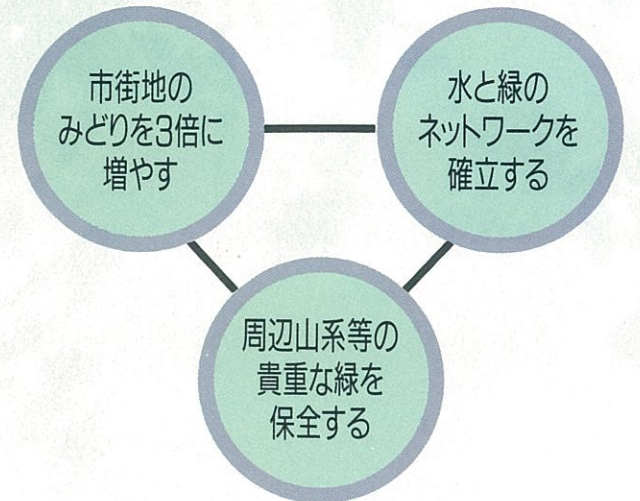 市街地の
みどりを3倍に
増やす
水と緑の
ネットワークを
確立する
周辺山系等の
貴重な緑を
保全する